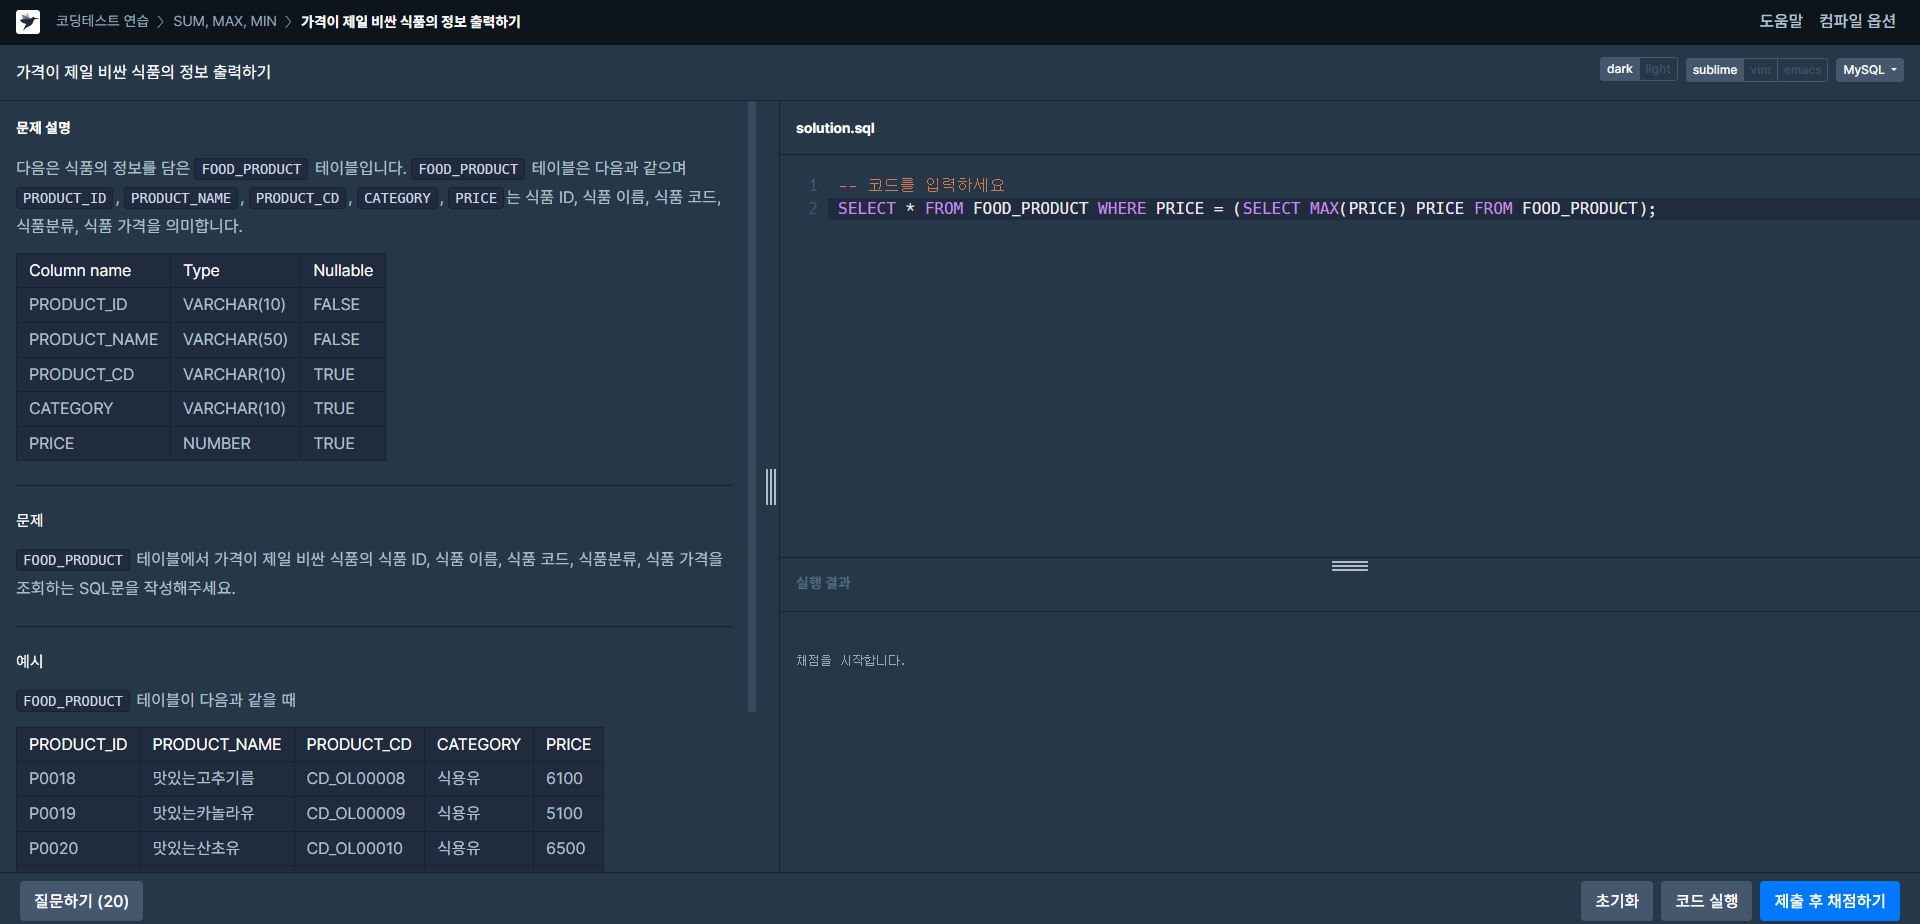 코딩테스트 연습 > SUM, MAX, MIN > 가격이 제일 비싼 식품의 정보 출력하기
도움말 컴파일 옵션
가격이 제일 비싼 식품의 정보 출력하기
dark light sublime vim emacs MySQL
문제 설명
다음은 식품의 정보를 담은 FOOD_PRODUCT 테이블입니다. FOOD_PRODUCT 테이블은 다음과 같으며
PRODUCT_ID , PRODUCT_NAME , PRODUCT_CD , CATEGORY , PRICE 는 식품 ID, 식품 이름, 식품 코드,
식품분류, 식품 가격을 의미합니다.
Column name Type Nullable
PRODUCT_ID VARCHAR(10) FALSE
PRODUCT_NAME VARCHAR(50) FALSE
PRODUCT_CD VARCHAR(10) TRUE
CATEGORY VARCHAR(10) TRUE
PRICE NUMBER TRUE
문제
FOOD_PRODUCT 테이블에서 가격이 제일 비싼 식품의 식품 ID, 식품 이름, 식품 코드, 식품분류, 식품 가격을
조회하는 SQL문을 작성해주세요.
예시
FOOD_PRODUCT 테이블이 다음과 같을 때
PRODUCT_ID PRODUCT_NAME PRODUCT_CD CATEGORY PRICE
P0018 맛있는고추기름 CD_OL00008 식용유 6100
P0019 맛있는카놀라유 CD_OL00009 식용유 5100
P0020 맛있는산초유 CD_OL00010 식용유 6500
solution.sql
1 -- 코드를 입력하세요
2 SELECT * FROM FOOD_PRODUCT WHERE PRICE = (SELECT MAX(PRICE) PRICE FROM FOOD_PRODUCT);
실행 결과
채점을 시작합니다.
질문하기 (20)
초기화 코드 실행 제출 후 채점하기